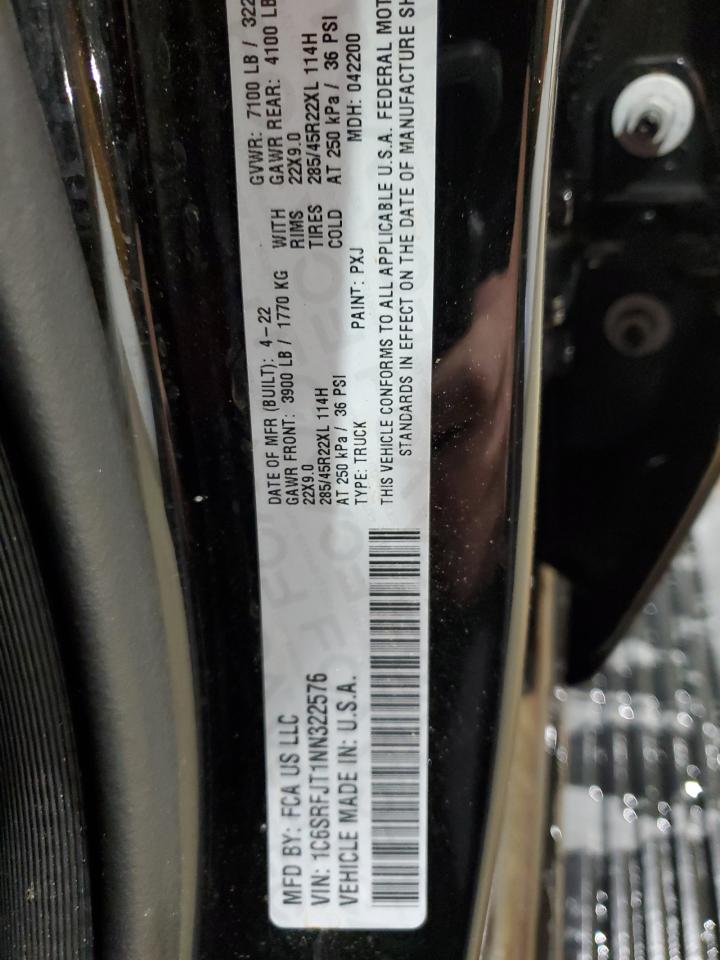 MFD BY: FCA US LLC
VIN: 1C6SRFJT1NN322576
VEHICLE MADE IN: U.S.A.
DATE OF MFR (BUILT): 4-22 GVWR: 7100 LB /
GAWR FRONT: 3900 LB / 1770 KG WITH GAWR REAR: 4100 LB
22X9.0 RIMS 22X9.0
285/45R22XL 114H TIRES 285/45R22XL 114H
AT 250 kPa / 36 PSI COLD AT 250 kPa / 36 PSI
TYPE: TRUCK PAINT: PXJ MDH: 042200
THIS VEHICLE CONFORMS TO ALL APPLICABLE U.S.A. FEDERAL
STANDARDS IN EFFECT ON THE DATE OF MANUFACTURE